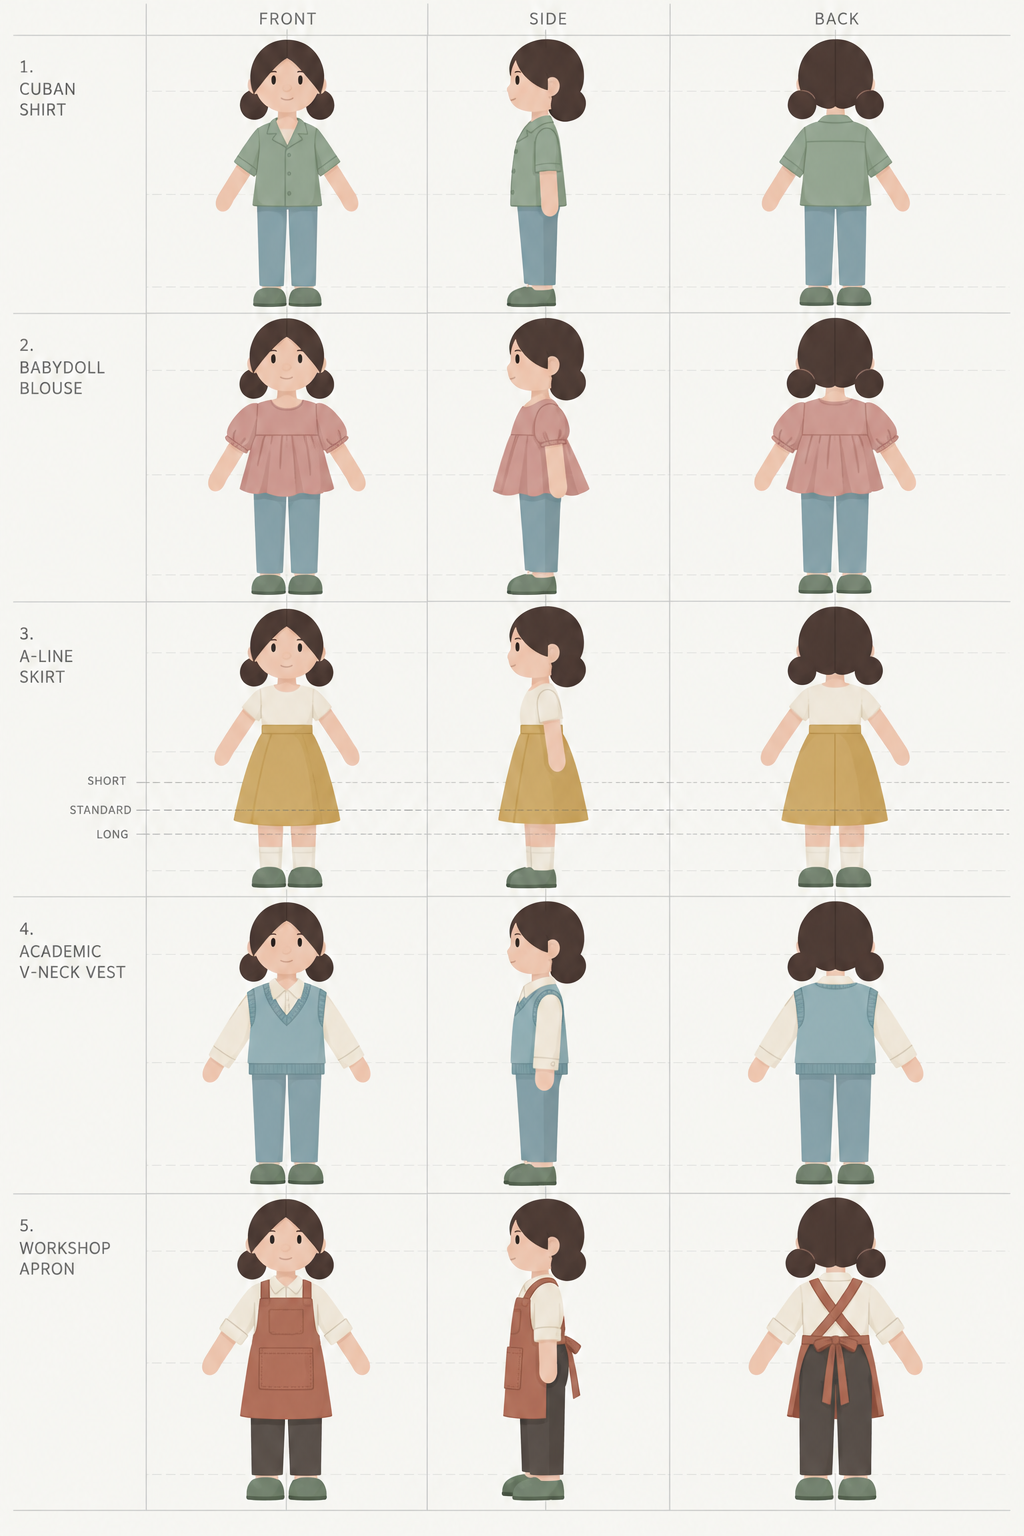 FRONT
SIDE
BACK
1.
CUBAN
SHIRT
2.
BABYDOLL
BLOUSE
3.
A-LINE
SKIRT
SHORT
STANDARD
LONG
4.
ACADEMIC
V-NECK VEST
5.
WORKSHOP
APRON